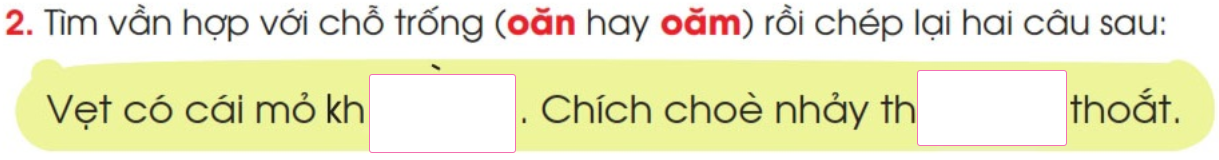 2. Tìm vần hợp với chỗ trống (oăn hay oăm) rồi chép lại hai câu sau:
Vẹt có cái mỏ kh ̀ . Chích choè nhảy th thoắt.